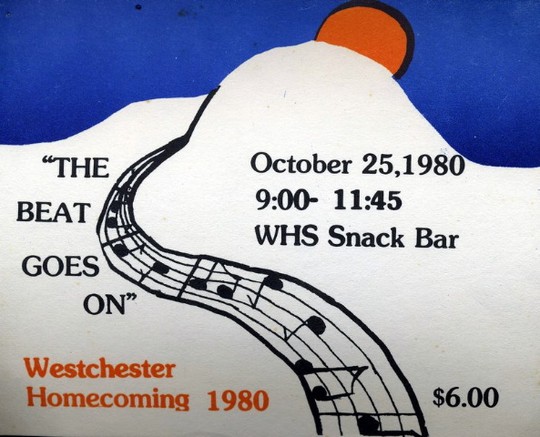 "THE
BEAT
GOES
ON"
October 25,1980
9:00- 11:45
WHS Snack Bar
Westchester
Homecoming 1980
$6.00